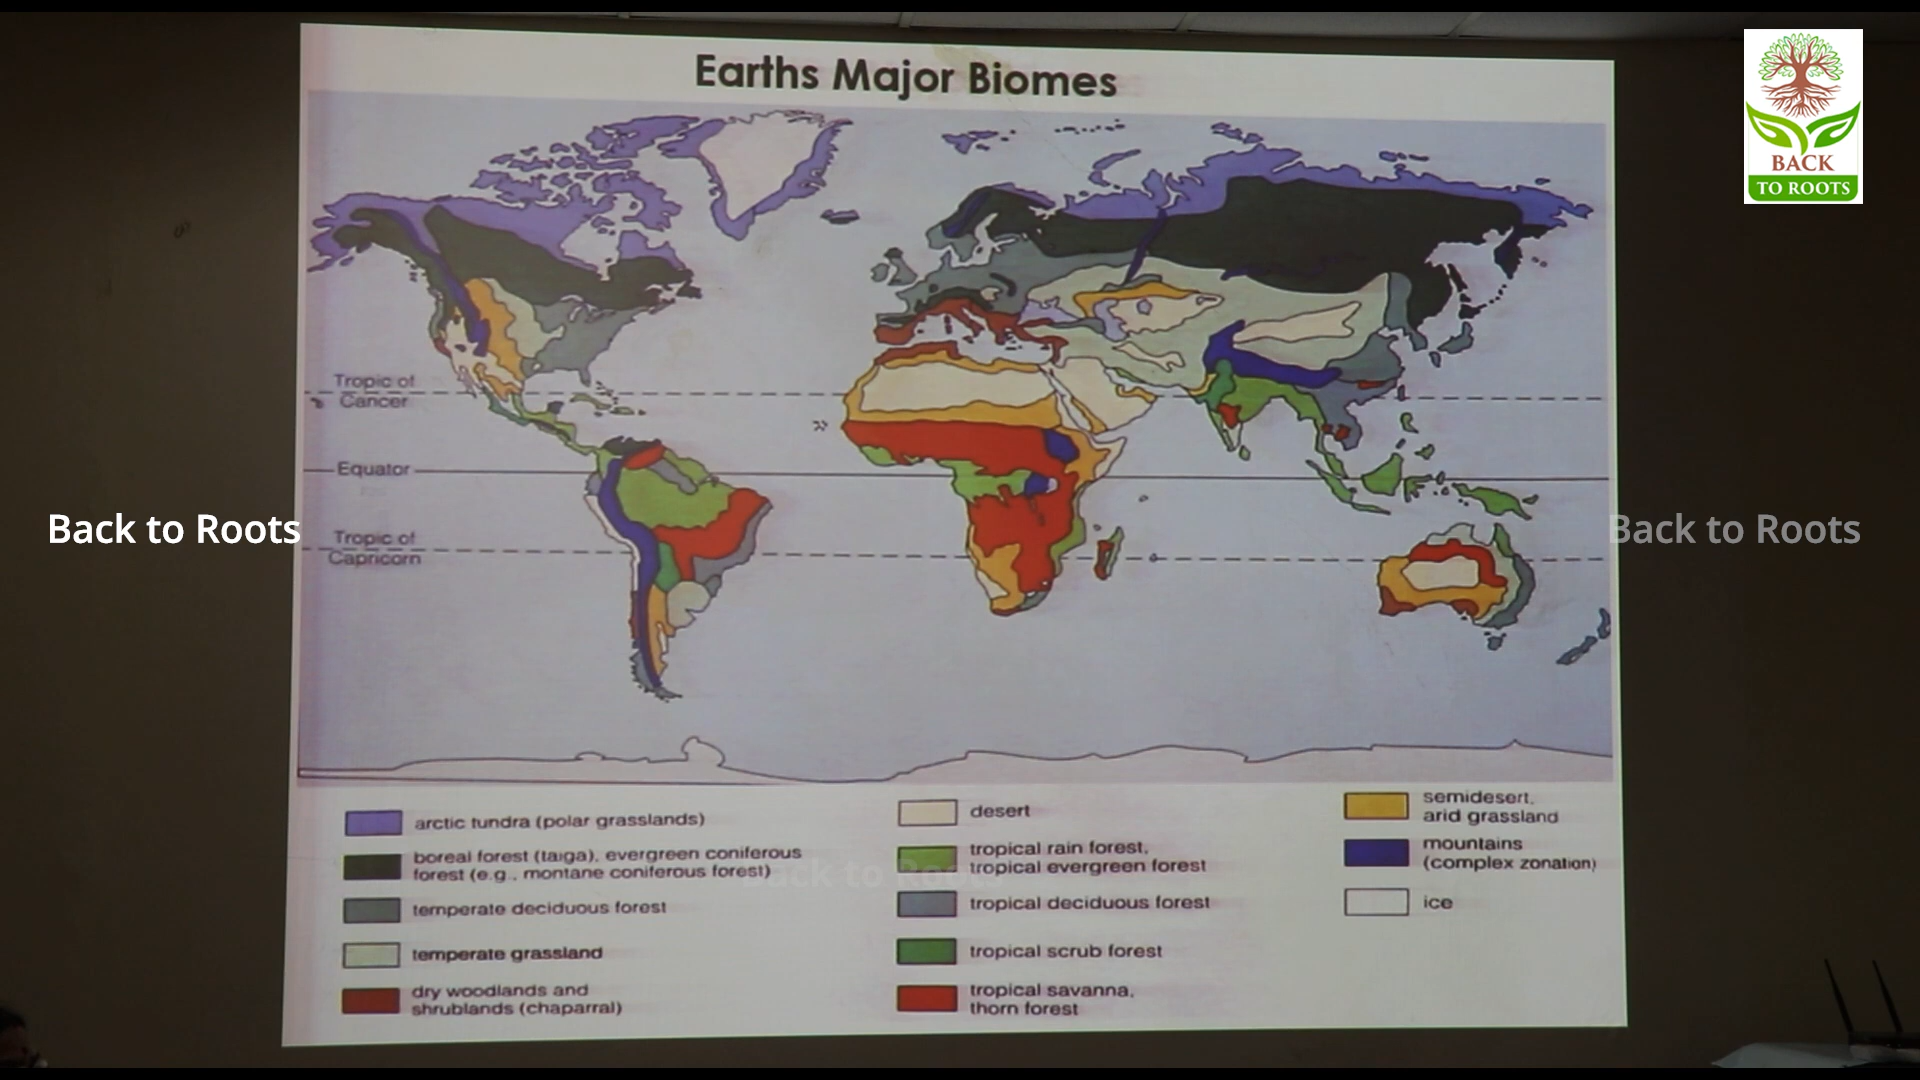 Earths Major Biomes
BACK
TO ROOTS
Tropic of
Cancer
Equator
Back to Roots
Back to Roots
Tropic of
Capricorn
arctic tundra (polar grasslands)
boreal forest (taiga), evergreen coniferous
forest (e.g., montane coniferous forest)
temperate deciduous forest
temperate grassland
dry woodlands and
shrublands (chaparral)
desert
tropical rain forest,
tropical evergreen forest
Back to Roots
tropical deciduous forest
tropical scrub forest
tropical savanna,
thorn forest
semidesert,
arid grassland
mountains
(complex zonation)
ice